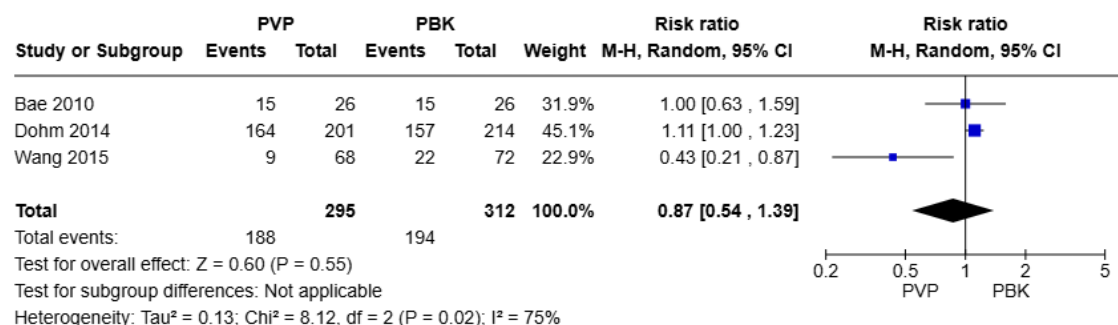 PVP PBK Risk ratio Risk ratio
Study or Subgroup Events Total Events Total Weight M-H, Random, 95% CI M-H, Random, 95% CI
Bae 2010 15 26 15 26 31.9% 1.00 [0.63 , 1.59]
Dohm 2014 164 201 157 214 45.1% 1.11 [1.00 , 1.23]
Wang 2015 9 68 22 72 22.9% 0.43 [0.21 , 0.87]
Total 295 312 100.0% 0.87 [0.54 , 1.39]
Total events: 188 194
Test for overall effect: Z = 0.60 (P = 0.55)
Test for subgroup differences: Not applicable
Heterogeneity: Tau² = 0.13; Chi² = 8.12, df = 2 (P = 0.02); I² = 75%
0.2 0.5 1 2 5
PVP PBK